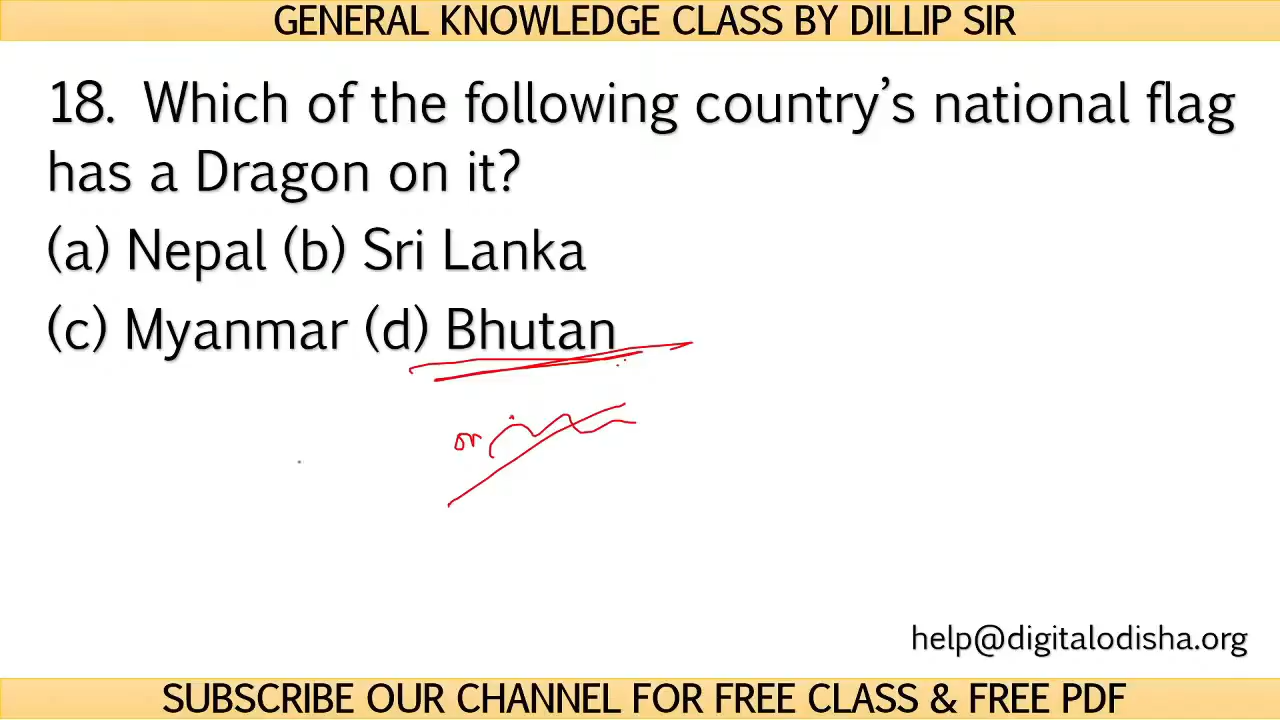 GENERAL KNOWLEDGE CLASS BY DILLIP SIR
18. Which of the following country's national flag
has a Dragon on it?
(a) Nepal (b) Sri Lanka
(c) Myanmar (d) Bhutan
help@digitalodisha.org
SUBSCRIBE OUR CHANNEL FOR FREE CLASS & FREE PDF